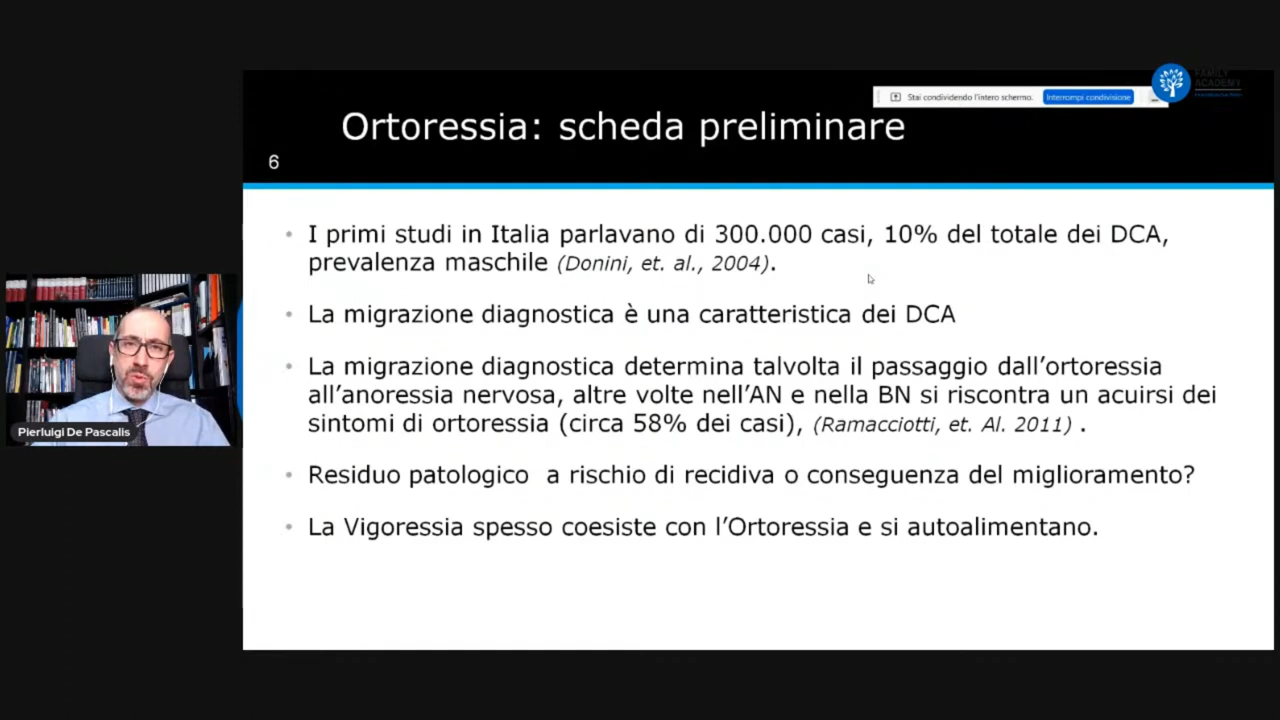 Stai condividendo l'intero schermo. Interrompi condivisione
FAMILY
ACADEMY
Ortoressia: scheda preliminare
6
• I primi studi in Italia parlavano di 300.000 casi, 10% del totale dei DCA,
prevalenza maschile (Donini, et. al., 2004).
• La migrazione diagnostica è una caratteristica dei DCA
• La migrazione diagnostica determina talvolta il passaggio dall’ortoressia
all’anoressia nervosa, altre volte nell’AN e nella BN si riscontra un acuirsi dei
sintomi di ortoressia (circa 58% dei casi), (Ramacciotti, et. Al. 2011) .
• Residuo patologico  a rischio di recidiva o conseguenza del miglioramento?
• La Vigoressia spesso coesiste con l’Ortoressia e si autoalimentano.
Pierluigi De Pascalis